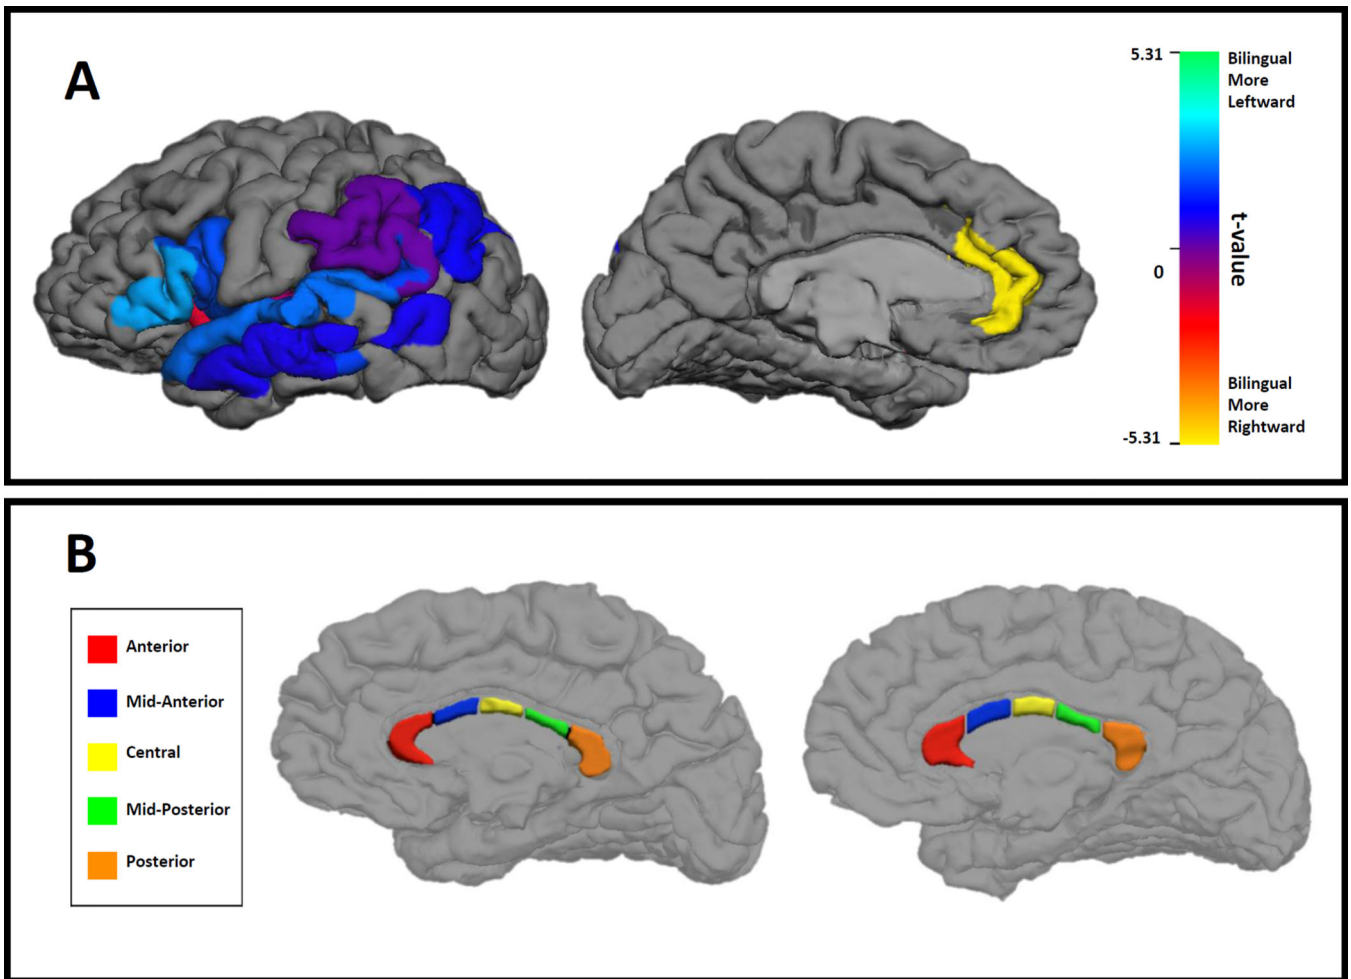 A
5.31
Bilingual
More
Leftward
t-value
0
Bilingual
More
Rightward
-5.31
B
Anterior
Mid-Anterior
Central
Mid-Posterior
Posterior